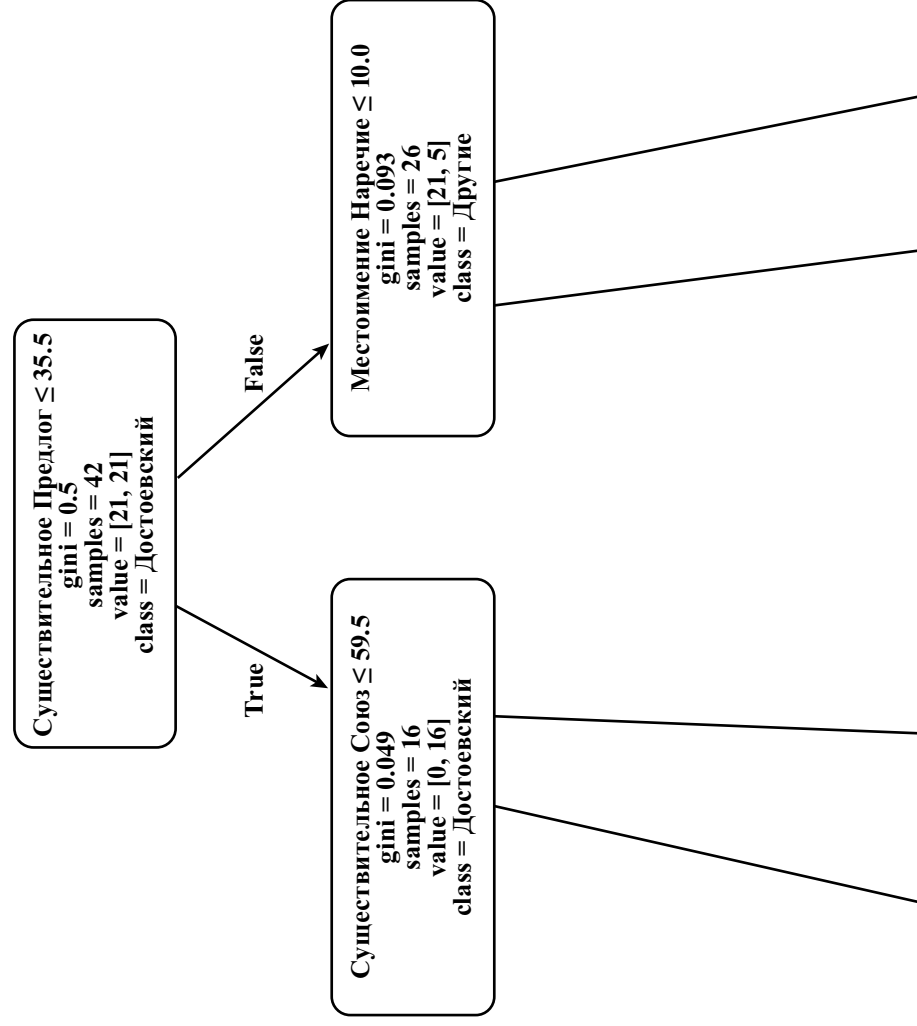 Существительное Предлог ≤ 35.5
gini = 0.5
samples = 42
value = [21, 21]
class = Достоевский
True
False
Существительное Союз ≤ 59.5
gini = 0.049
samples = 16
value = [0, 16]
class = Достоевский
Местоимение Наречие ≤ 10.0
gini = 0.093
samples = 26
value = [21, 5]
class = Другие